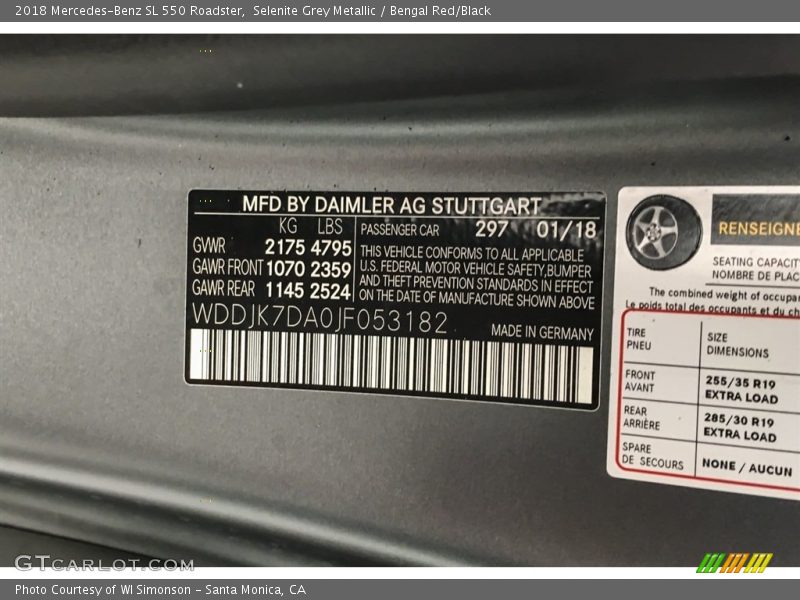 2018 Mercedes-Benz SL 550 Roadster, Selenite Grey Metallic / Bengal Red/Black
MFD BY DAIMLER AG STUTTGART
KG LBS
GVWR 2175 4795
GAWR FRONT 1070 2359
GAWR REAR 1145 2524
PASSENGER CAR 297 01/18
THIS VEHICLE CONFORMS TO ALL APPLICABLE
U.S. FEDERAL MOTOR VEHICLE SAFETY,BUMPER
AND THEFT PREVENTION STANDARDS IN EFFECT
ON THE DATE OF MANUFACTURE SHOWN ABOVE
WDDJK7DA0JF053182
MADE IN GERMANY
RENSEIGNE
SEATING CAPACITY
NOMBRE DE PLAC
The combined weight of occupa
Le poids total des occupants et du ch
TIRE
PNEU
SIZE
DIMENSIONS
FRONT
AVANT
255/35 R19
EXTRA LOAD
REAR
ARRIÈRE
285/30 R19
EXTRA LOAD
SPARE
DE SECOURS
NONE / AUCUN
GTCARLOT.COM
Photo Courtesy of WI Simonson - Santa Monica, CA